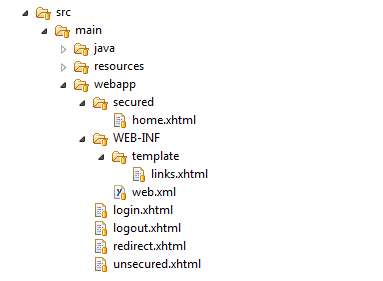 src
main
java
resources
webapp
secured
home.xhtml
WEB-INF
template
links.xhtml
web.xml
login.xhtml
logout.xhtml
redirect.xhtml
unsecured.xhtml